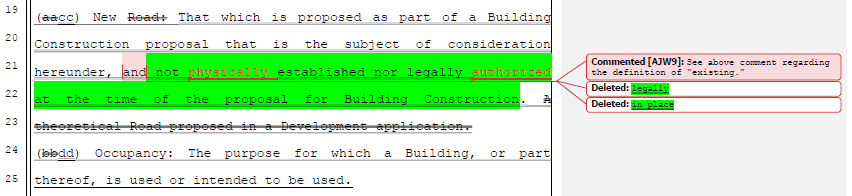 19 (aacc) New Road: That which is proposed as part of a Building
20 Construction proposal that is the subject of consideration
21 hereunder, and not physically established nor legally authorized
22 at the time of the proposal for Building Construction. A
23 theoretical Road proposed in a Development application.
24 (bbdd) Occupancy: The purpose for which a Building, or part
25 thereof, is used or intended to be used.
Commented [AJW9]: See above comment regarding
the definition of “existing.”
Deleted: legally
Deleted: in place